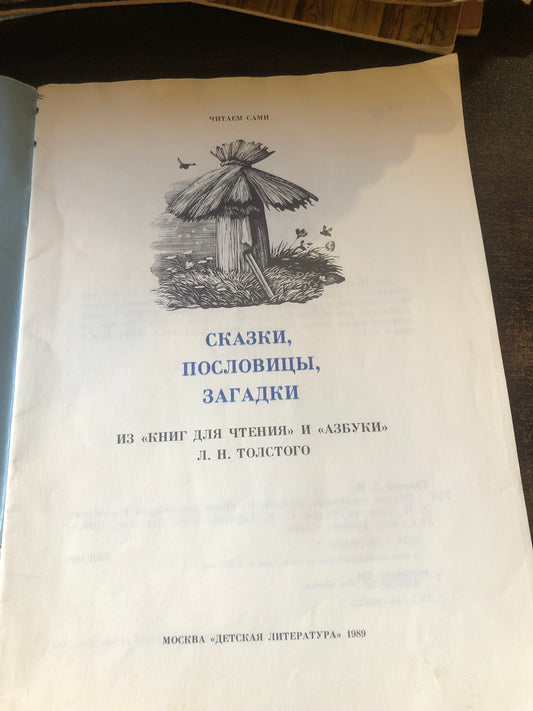 ЧИТАЕМ САМИ
СКАЗКИ,
ПОСЛОВИЦЫ,
ЗАГАДКИ
ИЗ «КНИГ ДЛЯ ЧТЕНИЯ» И «АЗБУКИ»
Л. Н. ТОЛСТОГО
МОСКВА «ДЕТСКАЯ ЛИТЕРАТУРА» 1989